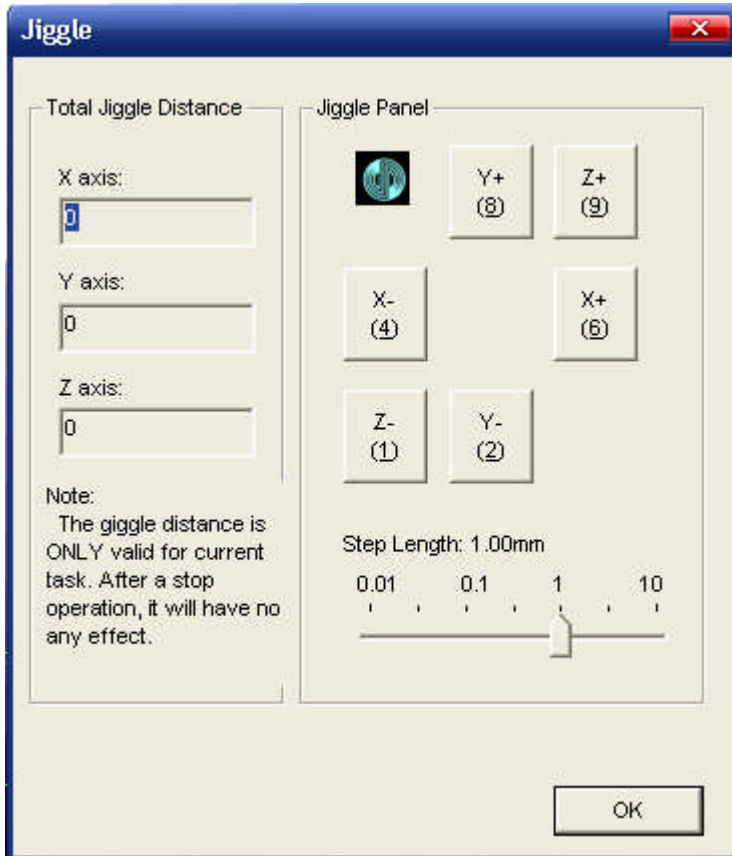 Jiggle
Total Jiggle Distance
X axis:
0
Y axis:
0
Z axis:
0
Note:
The giggle distance is
ONLY valid for current
task. After a stop
operation, it will have no
any effect.
Jiggle Panel
Y+
(8)
Z+
(9)
X-
(4)
X+
(6)
Z-
(1)
Y-
(2)
Step Length: 1.00mm
0.01 0.1 1 10
OK